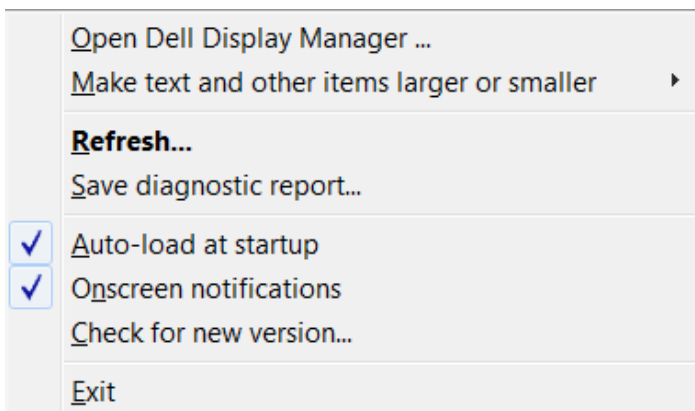 Open Dell Display Manager ...
Make text and other items larger or smaller
Refresh...
Save diagnostic report...
Auto-load at startup
Onscreen notifications
Check for new version...
Exit